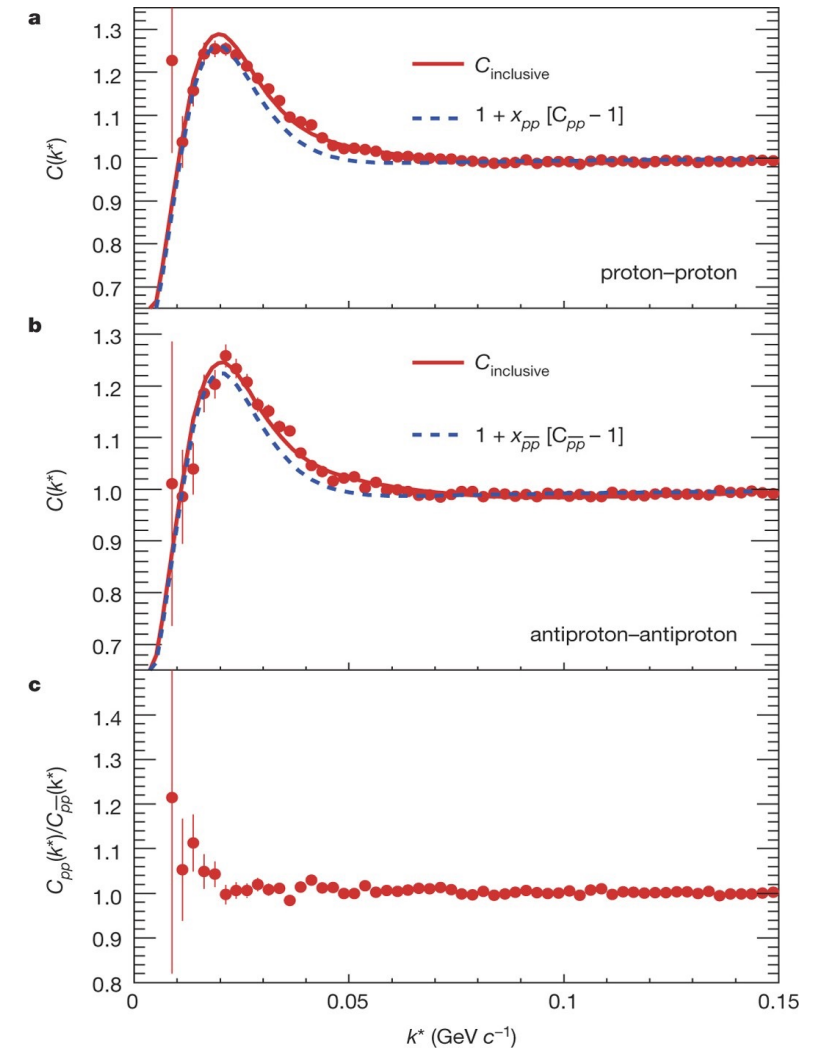 a
1.3
1.2
1.1
1.0
0.9
0.8
0.7
C(k*)
C_inclusive
1 + x_pp [C_pp − 1]
proton–proton
b
1.3
1.2
1.1
1.0
0.9
0.8
0.7
C(k*)
C_inclusive
1 + x_p̅p̅ [C_p̅p̅ − 1]
antiproton–antiproton
c
1.4
1.3
1.2
1.1
1.0
0.9
0.8
C_pp(k*)/C_p̅p̅(k*)
0 0.05 0.1 0.15
k* (GeV c⁻¹)